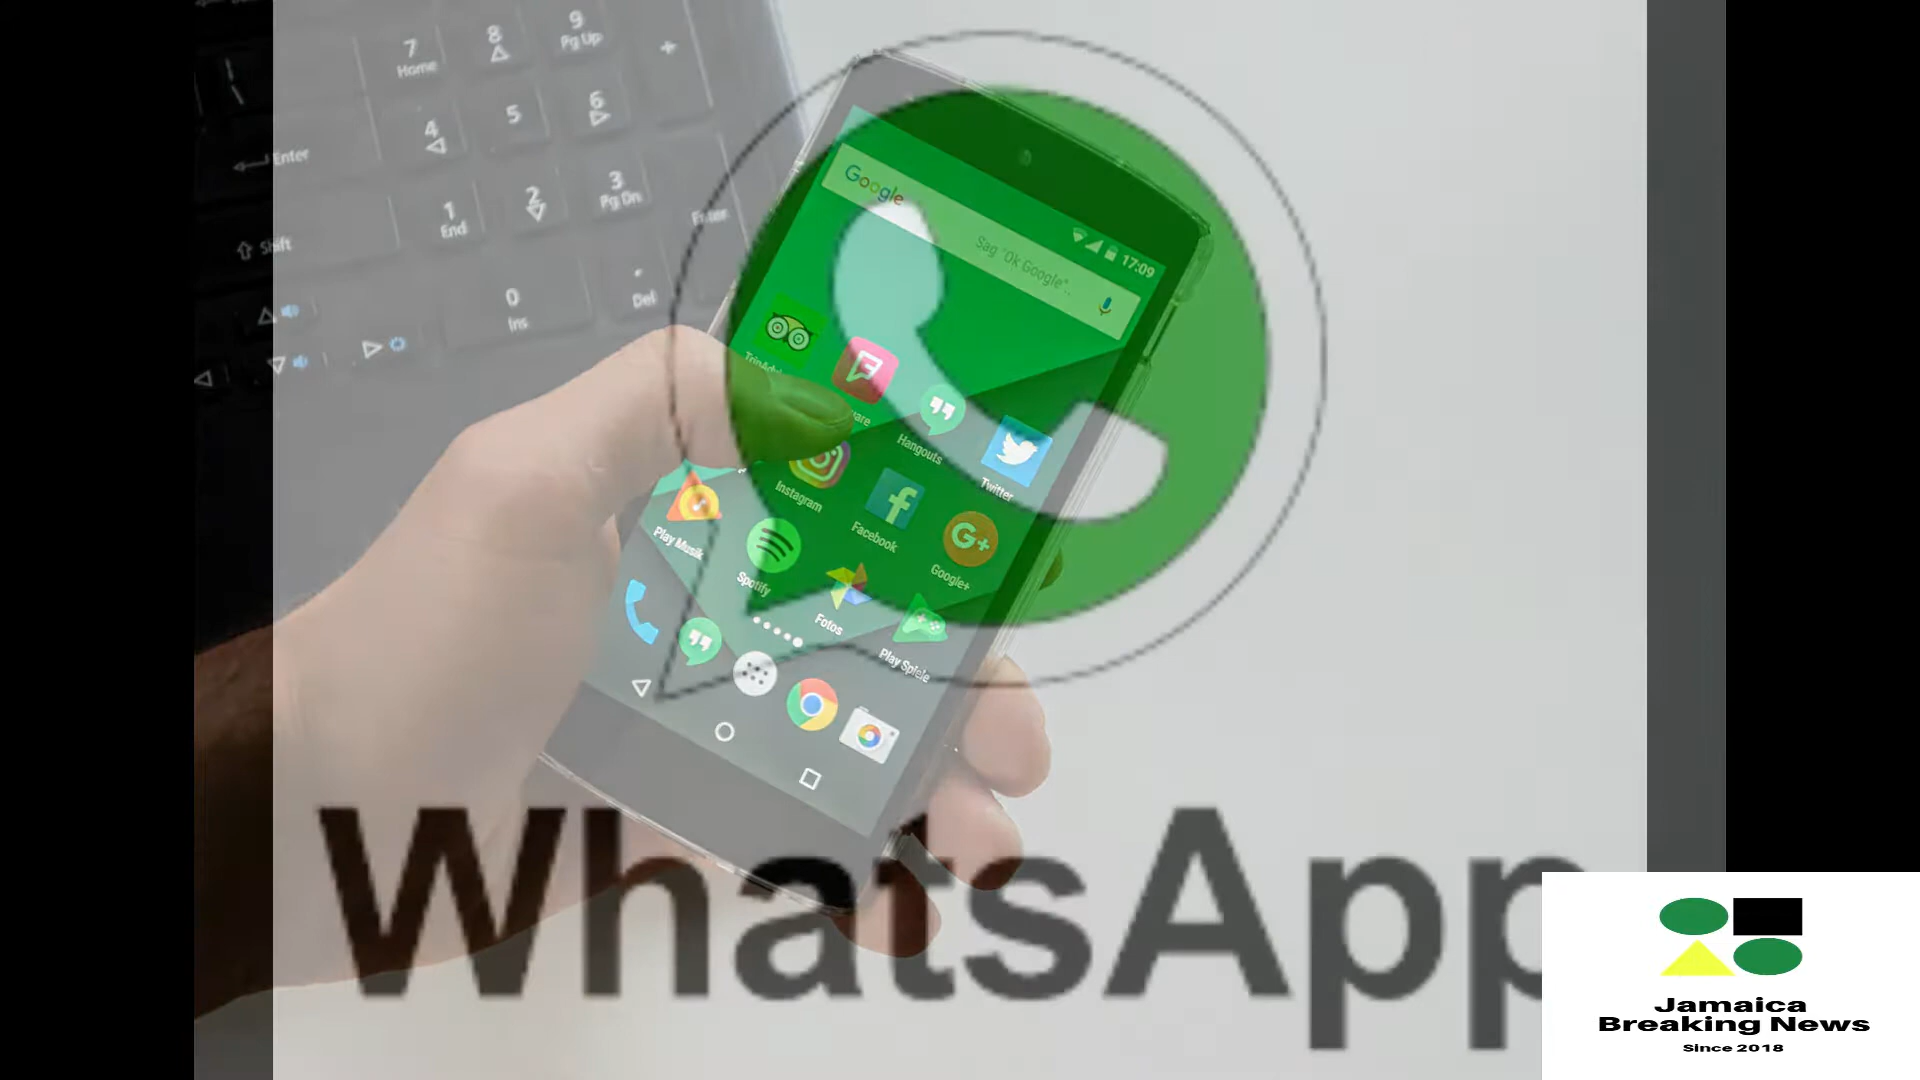 7
Home
8
9
Pg Up
+
4
5
6
Enter
1
End
2
3
Pg Dn
Enter
Shift
0
Ins
.
Del
Google
Sag "Ok Google"..
17:09
Hangouts
Twitter
Instagram
Facebook
G+
Google+
Play Musik
Spotify
Fotos
Play Spiele
WhatsApp
Jamaica
Breaking News
Since 2018